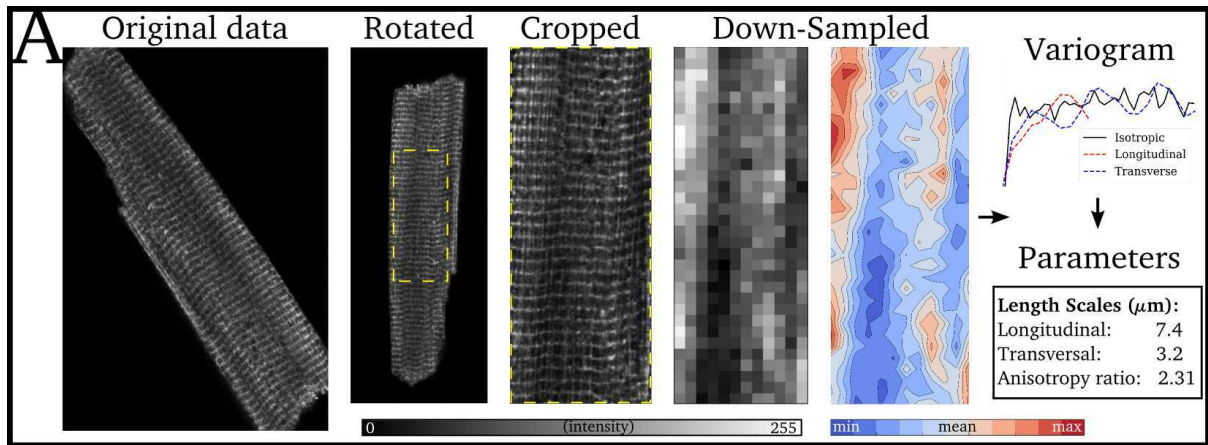 A
Original data
Rotated
Cropped
Down-Sampled
Variogram
Isotropic
Longitudinal
Transverse
Parameters
Length Scales (μm):
Longitudinal: 7.4
Transversal: 3.2
Anisotropy ratio: 2.31
0 (intensity) 255
min mean max